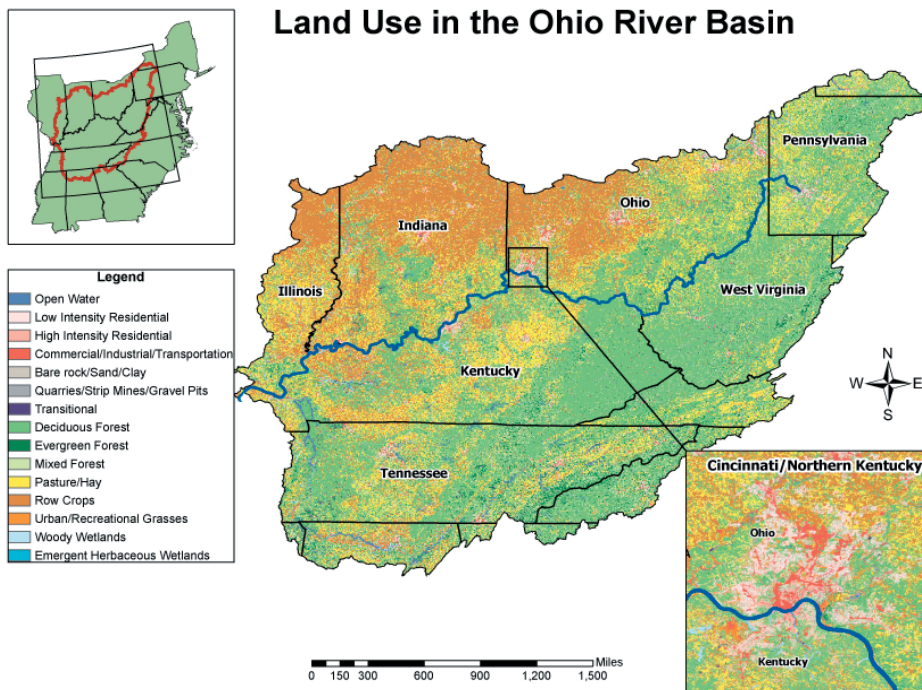 Land Use in the Ohio River Basin
Pennsylvania
Ohio
Indiana
Illinois
West Virginia
Kentucky
Tennessee
Legend
Open Water
Low Intensity Residential
High Intensity Residential
Commercial/Industrial/Transportation
Bare rock/Sand/Clay
Quarries/Strip Mines/Gravel Pits
Transitional
Deciduous Forest
Evergreen Forest
Mixed Forest
Pasture/Hay
Row Crops
Urban/Recreational Grasses
Woody Wetlands
Emergent Herbaceous Wetlands
N
W E
S
Cincinnati/Northern Kentucky
Ohio
Kentucky
Miles
0 150 300 600 900 1,200 1,500